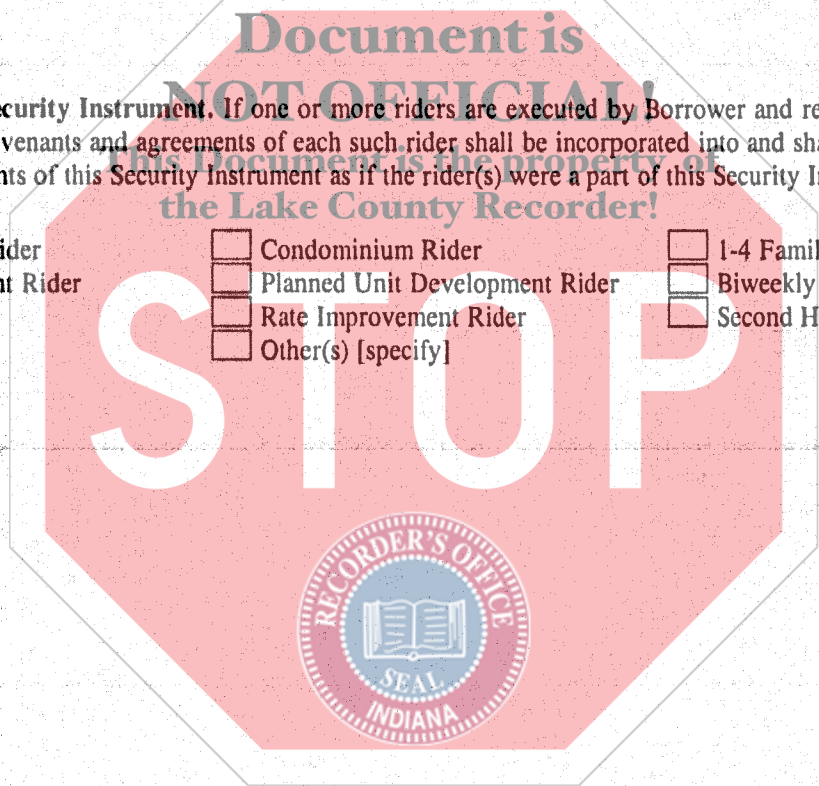 Document is
NOT OFFICIAL!
curity Instrument. If one or more riders are executed by Borrower and re
venants and agreements of each such rider shall be incorporated into and sha
This Document is the property of
nts of this Security Instrument as if the rider(s) were a part of this Security In
the Lake County Recorder!
ider Condominium Rider 1-4 Famil
nt Rider Planned Unit Development Rider Biweekly
Rate Improvement Rider Second H
Other(s) [specify]
STOP
RECORDER'S OFFICE
SEAL
INDIANA